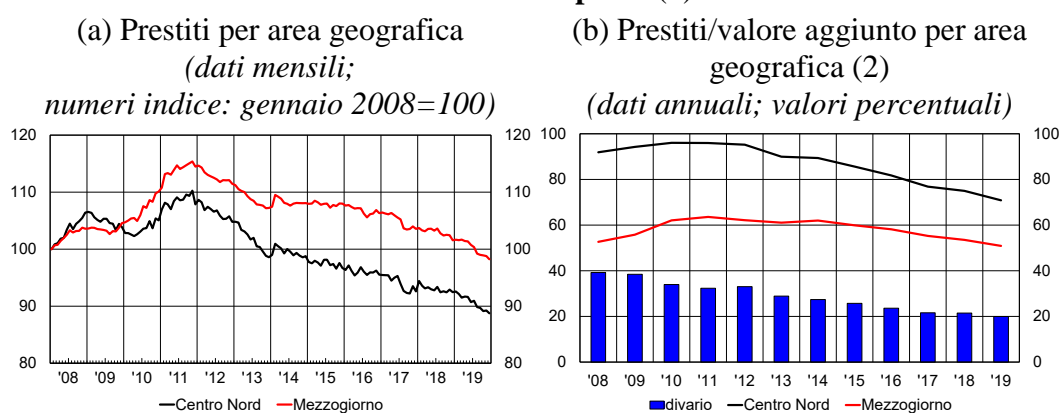 (a) Prestiti per area geografica
(dati mensili;
numeri indice: gennaio 2008=100)
120 120
110 110
100 100
90 90
80 80
'08 '09 '10 '11 '12 '13 '14 '15 '16 '17 '18 '19
Centro Nord Mezzogiorno
(b) Prestiti/valore aggiunto per area
geografica (2)
(dati annuali; valori percentuali)
100 100
80 80
60 60
40 40
20 20
0 0
'08 '09 '10 '11 '12 '13 '14 '15 '16 '17 '18 '19
divario Centro Nord Mezzogiorno